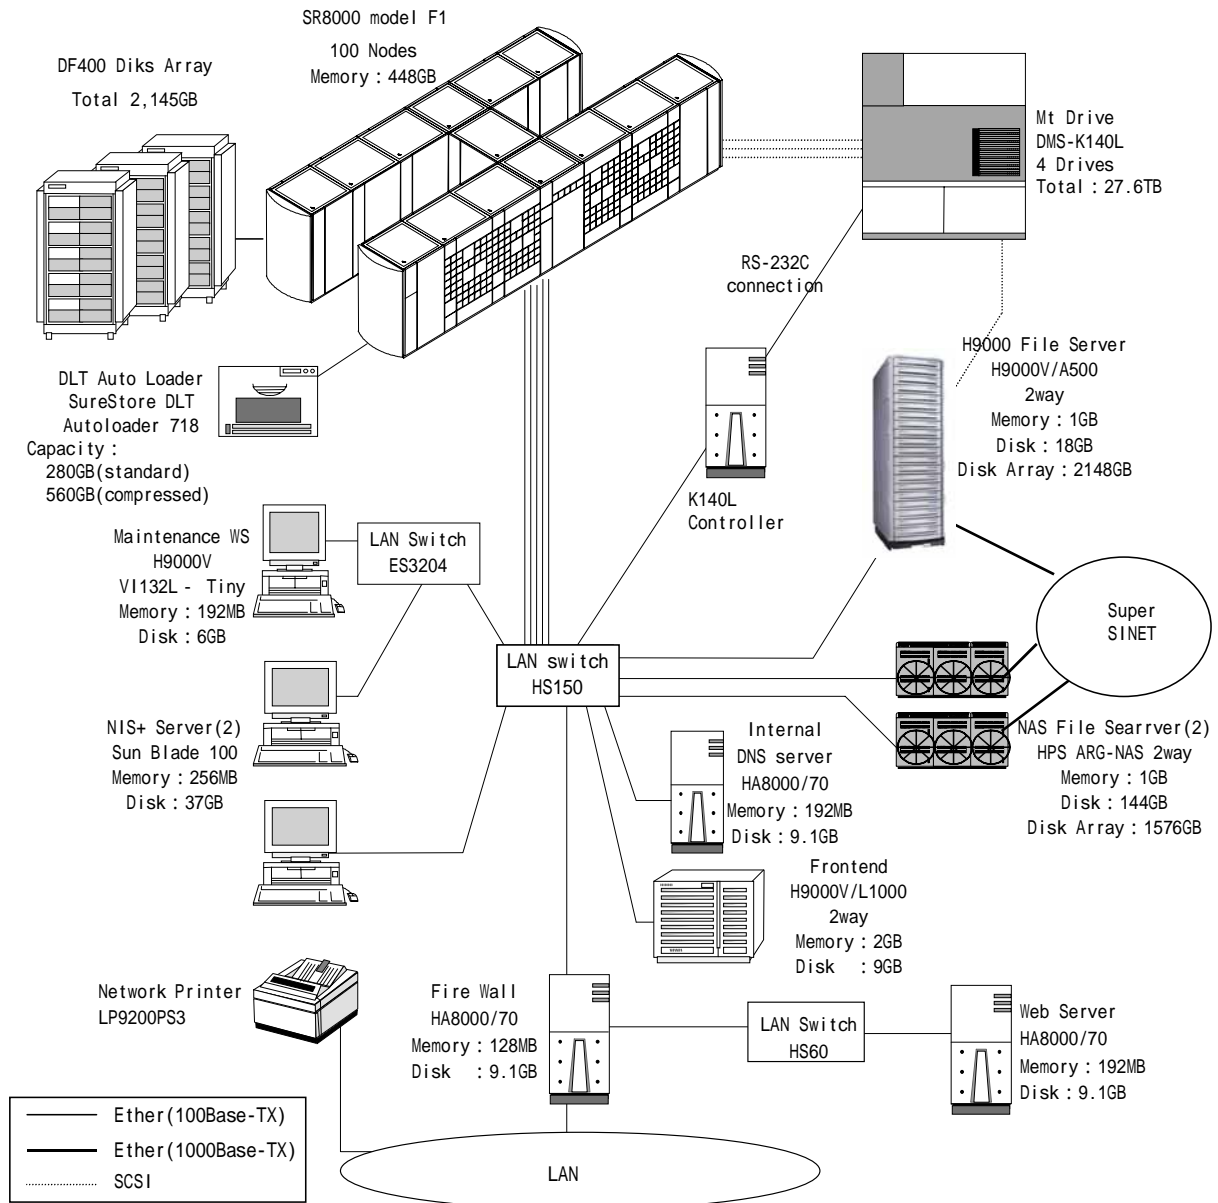 SR8000 model F1
100 Nodes
Memory：448GB
DF400 Diks Array
Total 2,145GB
Mt Drive
DMS-K140L
4 Drives
Total：27.6TB
RS-232C
connection
DLT Auto Loader
SureStore DLT
Autoloader 718
Capacity：
280GB(standard)
560GB(compressed)
H9000 File Server
H9000V/A500
2way
Memory：1GB
Disk：18GB
Disk Array：2148GB
K140L
Controller
Maintenance WS
H9000V
VI132L - Tiny
Memory：192MB
Disk：6GB
LAN Switch
ES3204
Super
SINET
LAN switch
HS150
NIS+ Server(2)
Sun Blade 100
Memory：256MB
Disk：37GB
Internal
DNS server
HA8000/70
Memory：192MB
Disk：9.1GB
NAS File Searrver(2)
HPS ARG-NAS 2way
Memory：1GB
Disk：144GB
Disk Array：1576GB
Frontend
H9000V/L1000
2way
Memory：2GB
Disk ：9GB
Network Printer
LP9200PS3
Fire Wall
HA8000/70
Memory：128MB
Disk ：9.1GB
LAN Switch
HS60
Web Server
HA8000/70
Memory：192MB
Disk：9.1GB
Ether(100Base-TX)
Ether(1000Base-TX)
SCSI
LAN